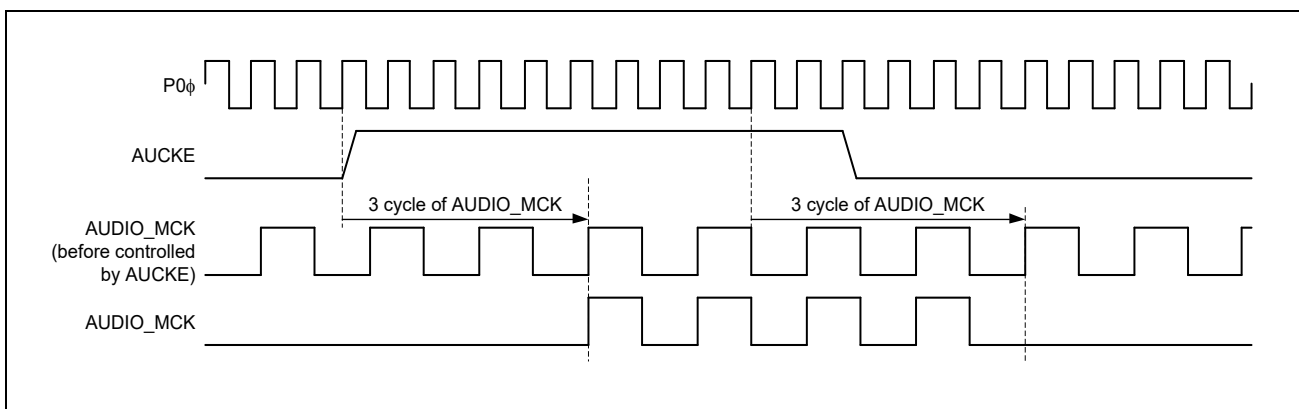 P0ϕ
AUCKE
3 cycle of AUDIO_MCK
3 cycle of AUDIO_MCK
AUDIO_MCK
(before controlled
by AUCKE)
AUDIO_MCK